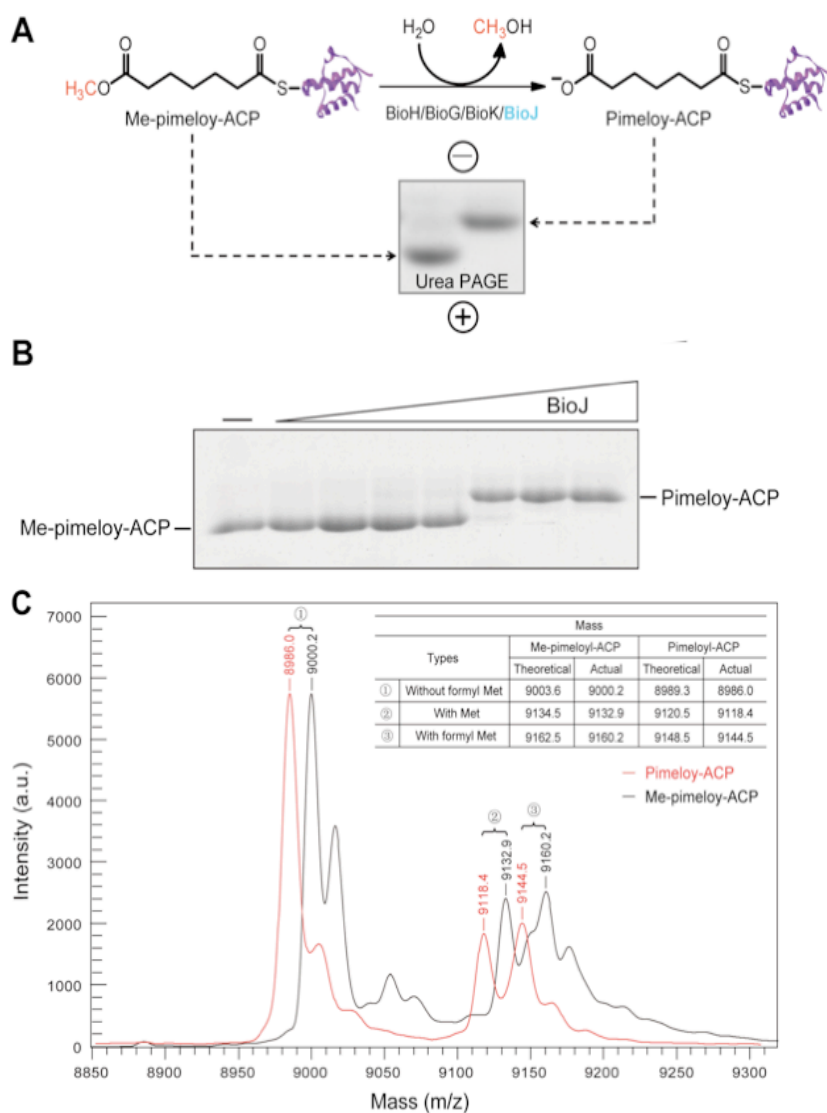 A
O
O
H₂O
CH₃OH
O
O
H₃C
O
S
⁻O
S
Me-pimeloy-ACP
BioH/BioG/BioK/BioJ
Pimeloy-ACP
−
Urea PAGE
+
B
—
BioJ
Me-pimeloy-ACP
Pimeloy-ACP
C
Mass
Types Me-pimeloyl-ACP Pimeloyl-ACP
Theoretical Actual Theoretical Actual
① Without formyl Met 9003.6 9000.2 8989.3 8986.0
② With Met 9134.5 9132.9 9120.5 9118.4
③ With formyl Met 9162.5 9160.2 9148.5 9144.5
Pimeloy-ACP
Me-pimeloy-ACP
①
8986.0
9000.2
②
③
9118.4
9132.9
9144.5
9160.2
Intensity (a.u.)
7000
6000
5000
4000
3000
2000
1000
0
8850 8900 8950 9000 9050 9100 9150 9200 9250 9300
Mass (m/z)